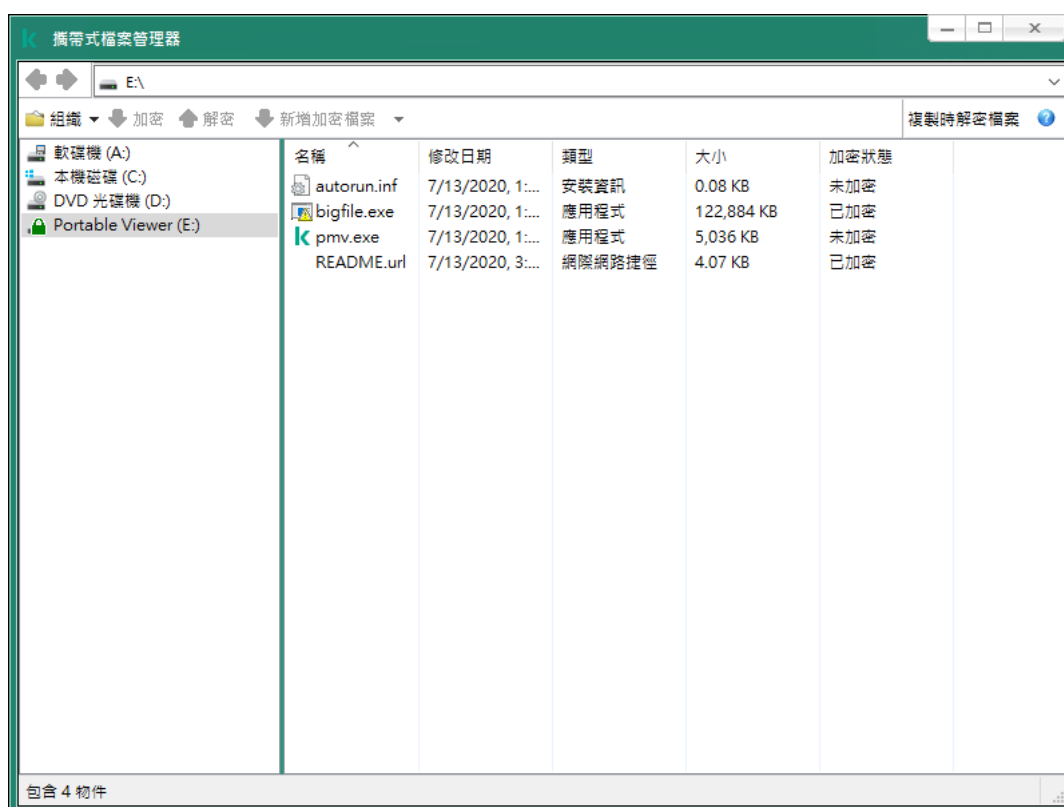 攜帶式檔案管理器
E:\
組織 加密 解密 新增加密檔案 複製時解密檔案
軟碟機 (A:)
本機磁碟 (C:)
DVD 光碟機 (D:)
Portable Viewer (E:)
名稱 修改日期 類型 大小 加密狀態
autorun.inf 7/13/2020, 1:... 安裝資訊 0.08 KB 未加密
bigfile.exe 7/13/2020, 1:... 應用程式 122,884 KB 已加密
pmv.exe 7/13/2020, 1:... 應用程式 5,036 KB 未加密
README.url 7/13/2020, 3:... 網際網路捷徑 4.07 KB 已加密
包含 4 物件